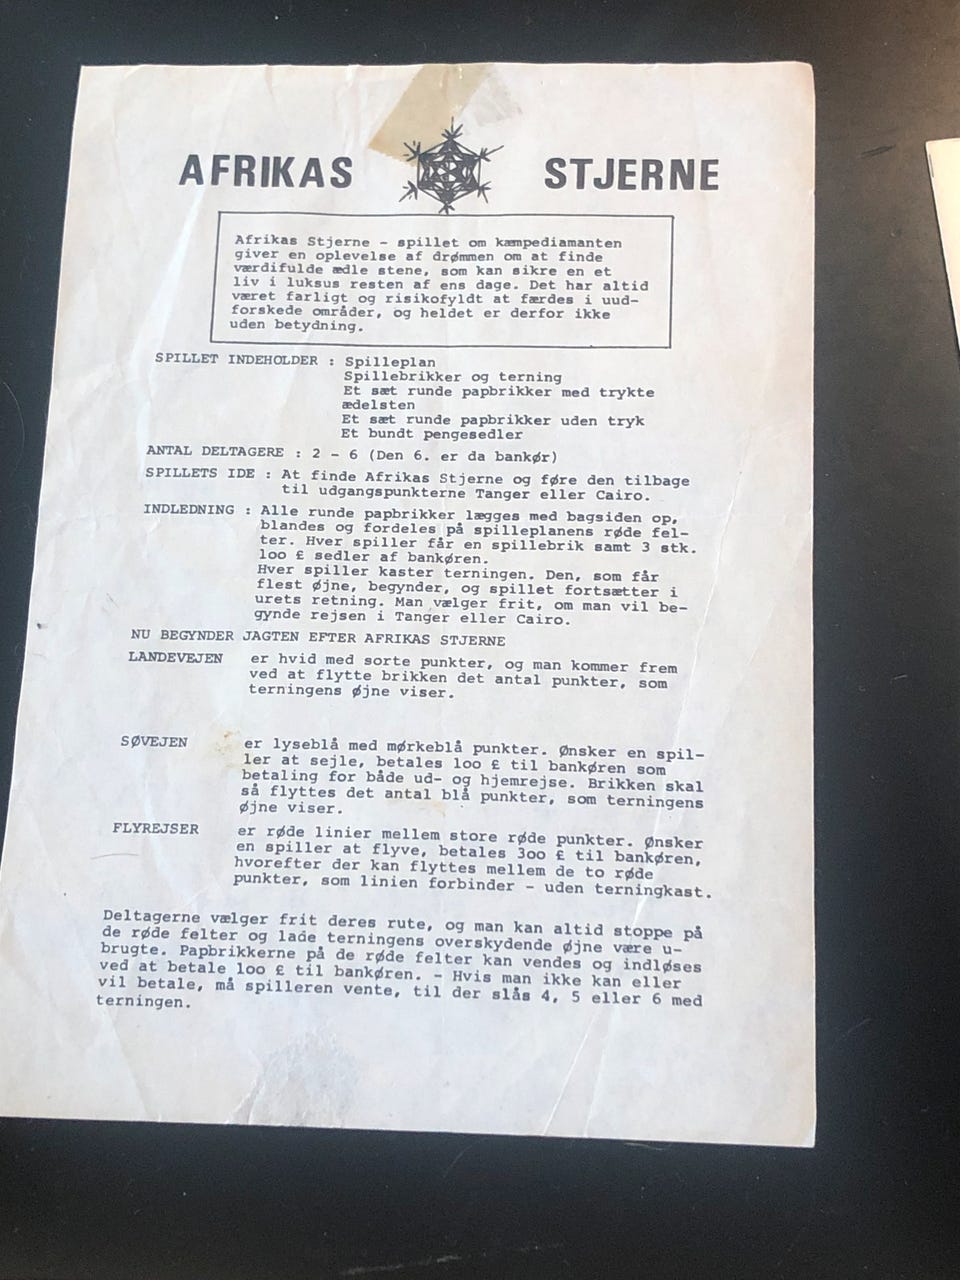 AFRIKAS STJERNE
Afrikas Stjerne - spillet om kæmpediamanten
giver en oplevelse af drømmen om at finde
værdifulde ædle stene, som kan sikre en et
liv i luksus resten af ens dage. Det har altid
været farligt og risikofyldt at færdes i uud-
forskede områder, og heldet er derfor ikke
uden betydning.
SPILLET INDEHOLDER : Spilleplan
Spillebrikker og terning
Et sæt runde papbrikker med trykte
ædelsten
Et sæt runde papbrikker uden tryk
Et bundt pengesedler
ANTAL DELTAGERE : 2 - 6 (Den 6. er da bankør)
SPILLETS IDE : At finde Afrikas Stjerne og føre den tilbage
til udgangspunkterne Tanger eller Cairo.
INDLEDNING : Alle runde papbrikker lægges med bagsiden op,
blandes og fordeles på spilleplanens røde fel-
ter. Hver spiller får en spillebrik samt 3 stk.
loo £ sedler af bankøren.
Hver spiller kaster terningen. Den, som får
flest øjne, begynder, og spillet fortsætter i
urets retning. Man vælger frit, om man vil be-
gynde rejsen i Tanger eller Cairo.
NU BEGYNDER JAGTEN EFTER AFRIKAS STJERNE
LANDEVEJEN er hvid med sorte punkter, og man kommer frem
ved at flytte brikken det antal punkter, som
terningens øjne viser.
SØVEJEN er lyseblå med mørkeblå punkter. Ønsker en spil-
ler at sejle, betales loo £ til bankøren som
betaling for både ud- og hjemrejse. Brikken skal
så flyttes det antal blå punkter, som terningens
øjne viser.
FLYREJSER er røde linier mellem store røde punkter. Ønsker
en spiller at flyve, betales 3oo £ til bankøren,
hvorefter der kan flyttes mellem de to røde
punkter, som linien forbinder - uden terningkast.
Deltagerne vælger frit deres rute, og man kan altid stoppe på
de røde felter og lade terningens overskydende øjne være u-
brugte. Papbrikkerne på de røde felter kan vendes og indløses
ved at betale loo £ til bankøren. - Hvis man ikke kan eller
vil betale, må spilleren vente, til der slås 4, 5 eller 6 med
terningen.